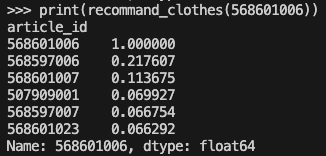 >>> print(recommand_clothes(568601006))
article_id
568601006    1.000000
568597006    0.217607
568601007    0.113675
507909001    0.069927
568597007    0.066754
568601023    0.066292
Name: 568601006, dtype: float64